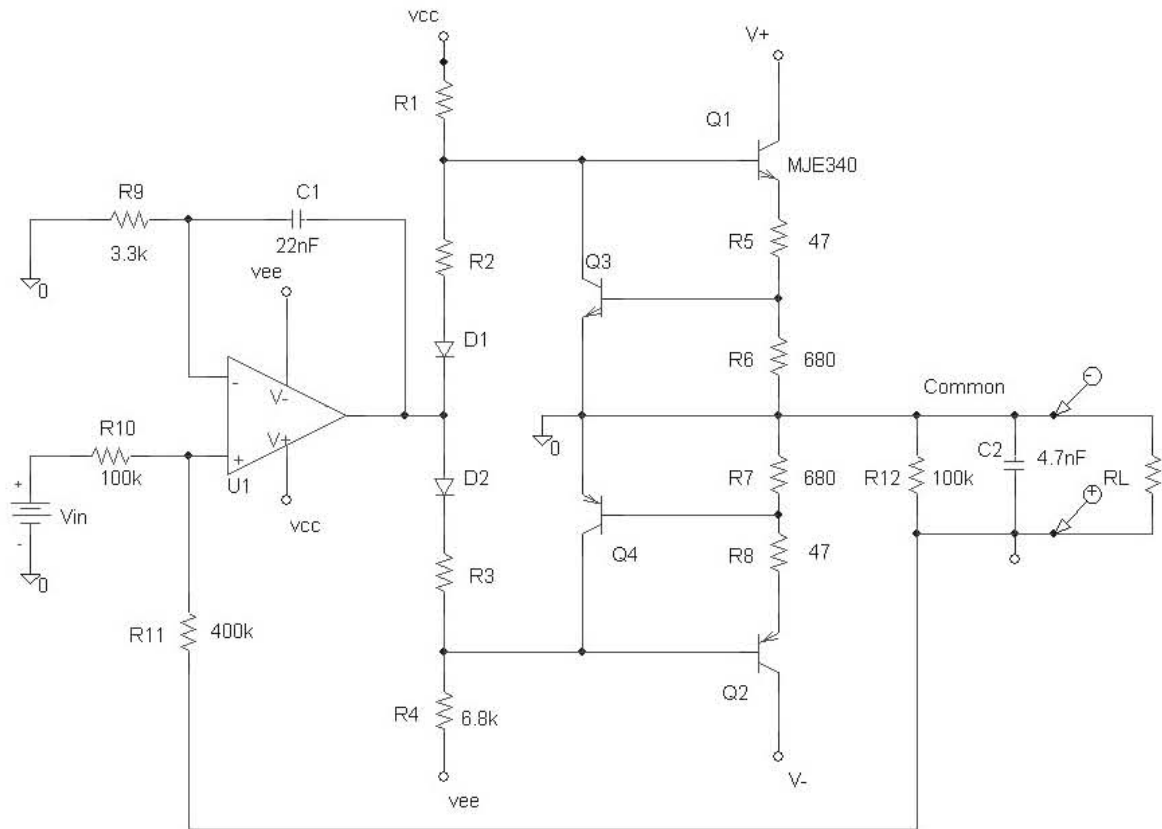 vcc
V+
R1
Q1
MJE340
R9
C1
3.3k
22nF
R2
Q3
R5
47
vee
0
D1
R6
680
-
V-
Common
-
R10
V+
+
100k
U1
0
D2
R7
680
R12
100k
C2
4.7nF
RL
+
Vin
vcc
+
-
Q4
R8
47
0
R3
R11
400k
Q2
R4
6.8k
V-
vee